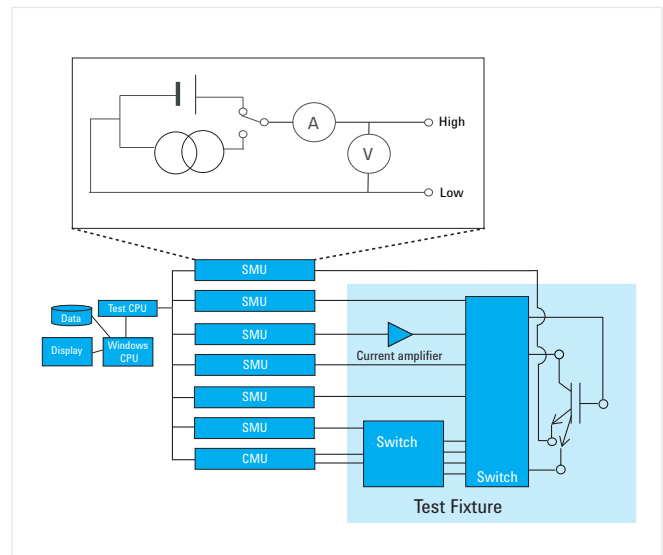 A
High
V
Low
SMU
SMU
Test CPU
Data
SMU
Current amplifier
Display
Windows
CPU
SMU
SMU
SMU
Switch
CMU
Switch
Test Fixture